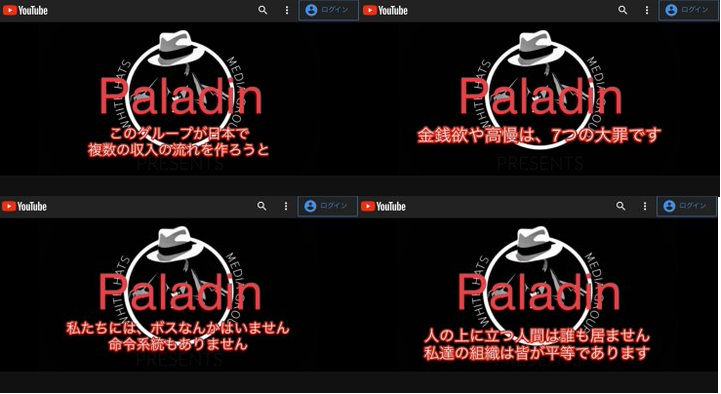 YouTube
ログイン
WHITE HATS MEDIA GROUP
Paladin
このグループが日本で
複数の収入の流れを作ろうと
PRESENTS
YouTube
ログイン
WHITE HATS MEDIA GROUP
Paladin
金銭欲や高慢は、7つの大罪です
PRESENTS
YouTube
ログイン
WHITE HATS MEDIA GROUP
Paladin
私たちには、ボスなんかはいません
命令系統もありません
PRESENTS
YouTube
ログイン
WHITE HATS MEDIA GROUP
Paladin
人の上に立つ人間は誰も居ません
私達の組織は皆が平等であります